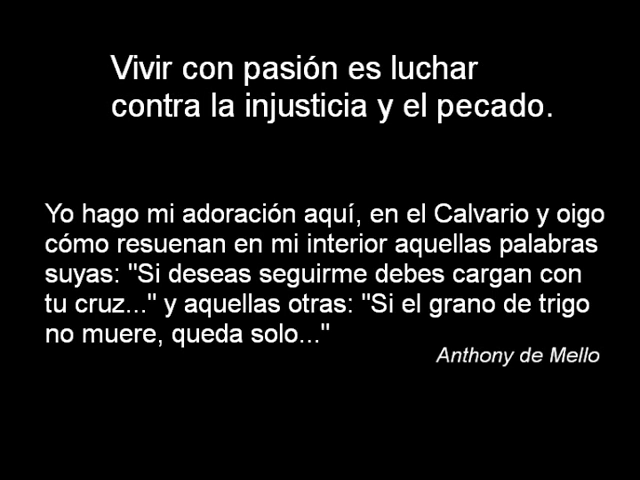 Vivir con pasión es luchar
contra la injusticia y el pecado.
Yo hago mi adoración aquí, en el Calvario y oigo
cómo resuenan en mi interior aquellas palabras
suyas: "Si deseas seguirme debes cargan con
tu cruz..." y aquellas otras: "Si el grano de trigo
no muere, queda solo..."
Anthony de Mello